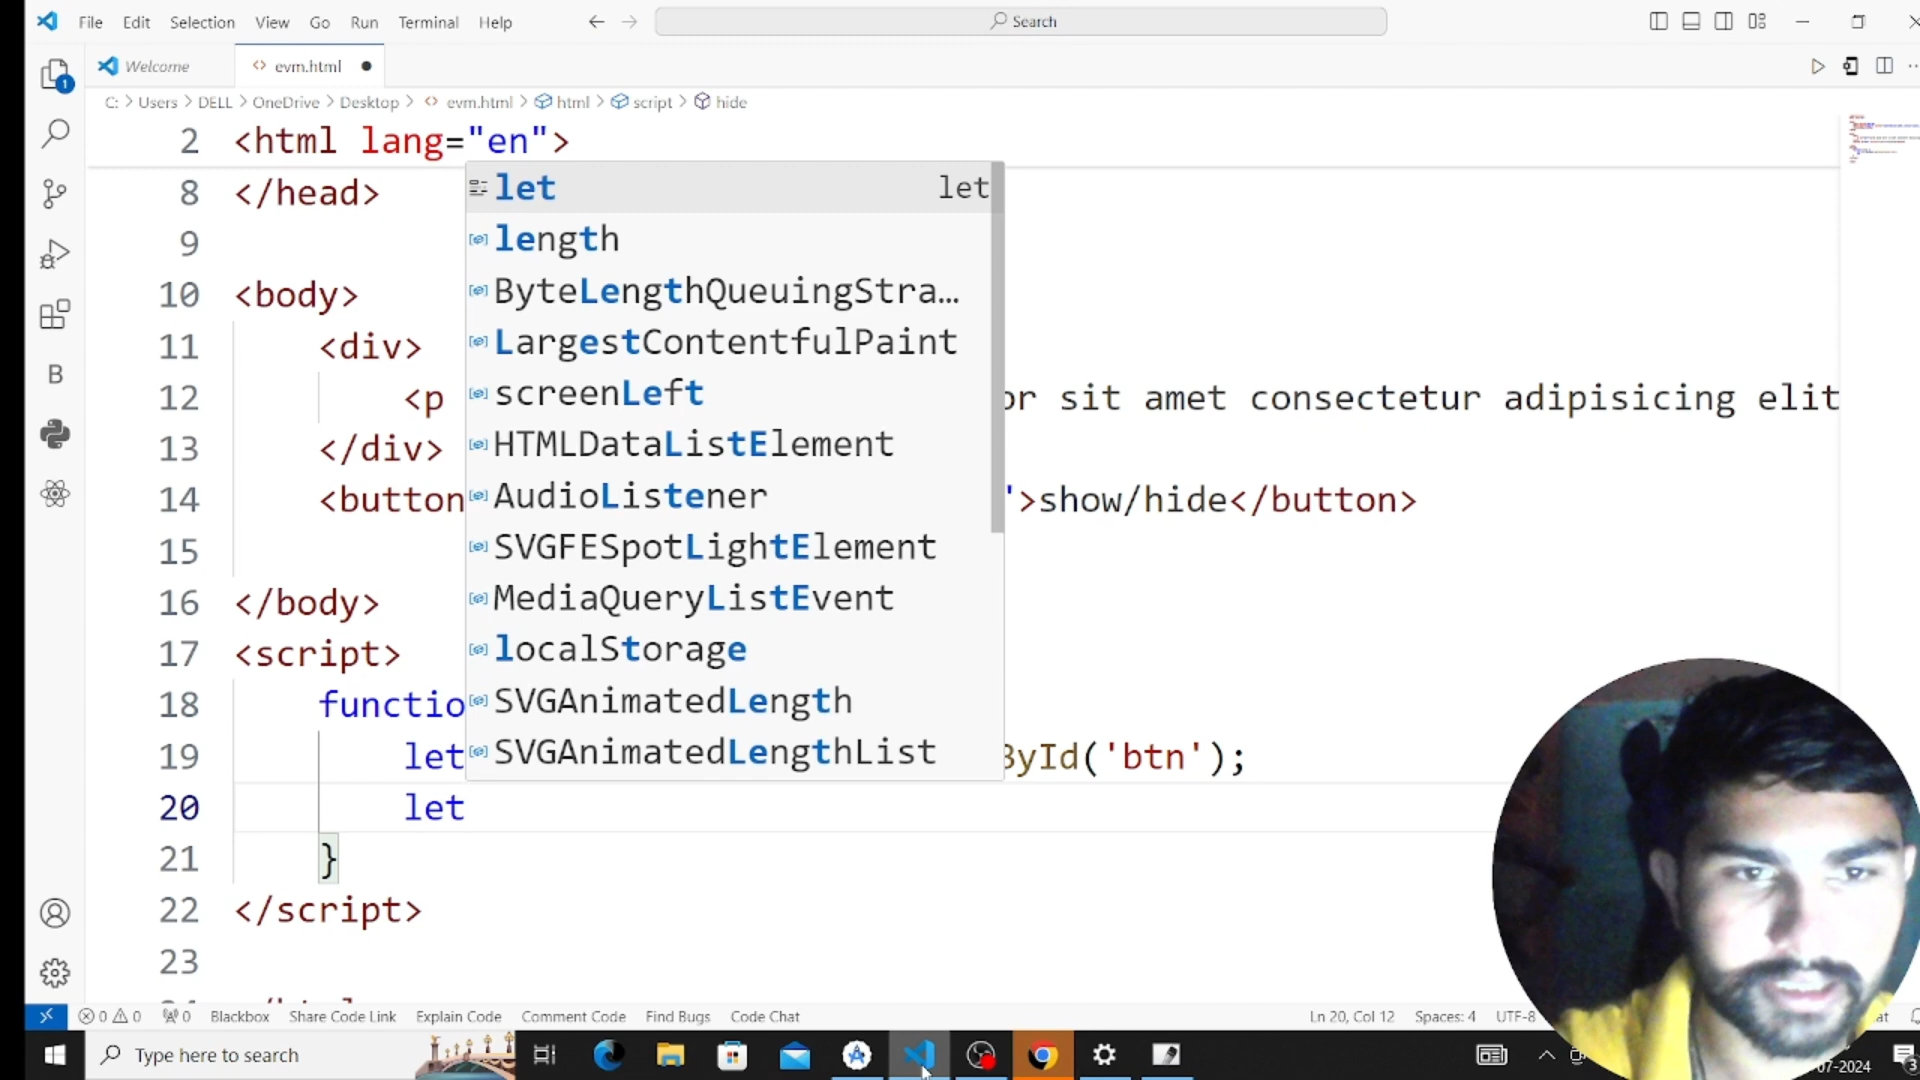 File Edit Selection View Go Run Terminal Help
Search
Welcome
evm.html
C: > Users > DELL > OneDrive > Desktop > evm.html > html > script > hide
1
2 <html lang="en">
8 </head>
9
10 <body>
11 <div>
12 <p or sit amet consectetur adipisicing elit
13 </div>
14 <button '>show/hide</button>
15
16 </body>
17 <script>
18 functio
19 let ById('btn');
20 let
21 }
22 </script>
23
let let
length
ByteLengthQueuingStra...
LargestContentfulPaint
screenLeft
HTMLDataListElement
AudioListener
SVGFESpotLightElement
MediaQueryListEvent
localStorage
SVGAnimatedLength
SVGAnimatedLengthList
B
0 0 0 Blackbox Share Code Link Explain Code Comment Code Find Bugs Code Chat Ln 20, Col 12 Spaces: 4 UTF-8 at
Type here to search
07-2024
3